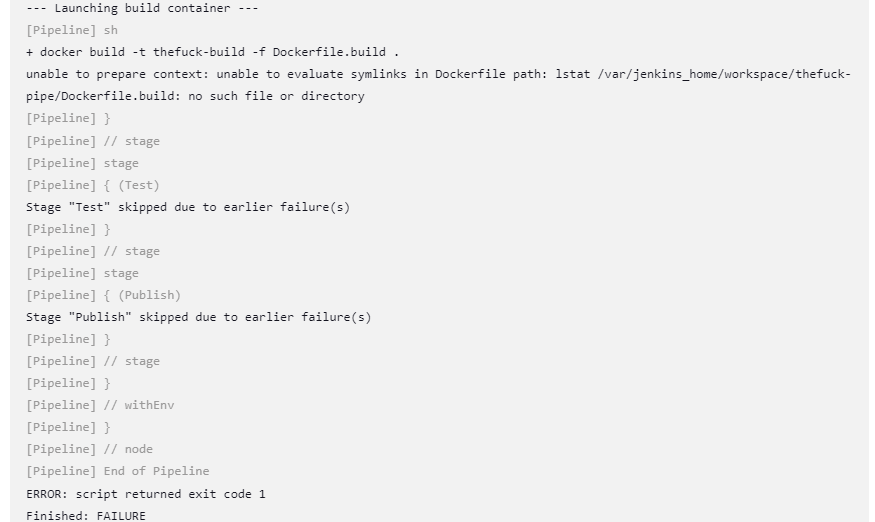 --- Launching build container ---
[Pipeline] sh
+ docker build -t thefuck-build -f Dockerfile.build .
unable to prepare context: unable to evaluate symlinks in Dockerfile path: lstat /var/jenkins_home/workspace/thefuck-
pipe/Dockerfile.build: no such file or directory
[Pipeline] }
[Pipeline] // stage
[Pipeline] stage
[Pipeline] { (Test)
Stage "Test" skipped due to earlier failure(s)
[Pipeline] }
[Pipeline] // stage
[Pipeline] stage
[Pipeline] { (Publish)
Stage "Publish" skipped due to earlier failure(s)
[Pipeline] }
[Pipeline] // stage
[Pipeline] }
[Pipeline] // withEnv
[Pipeline] }
[Pipeline] // node
[Pipeline] End of Pipeline
ERROR: script returned exit code 1
Finished: FAILURE